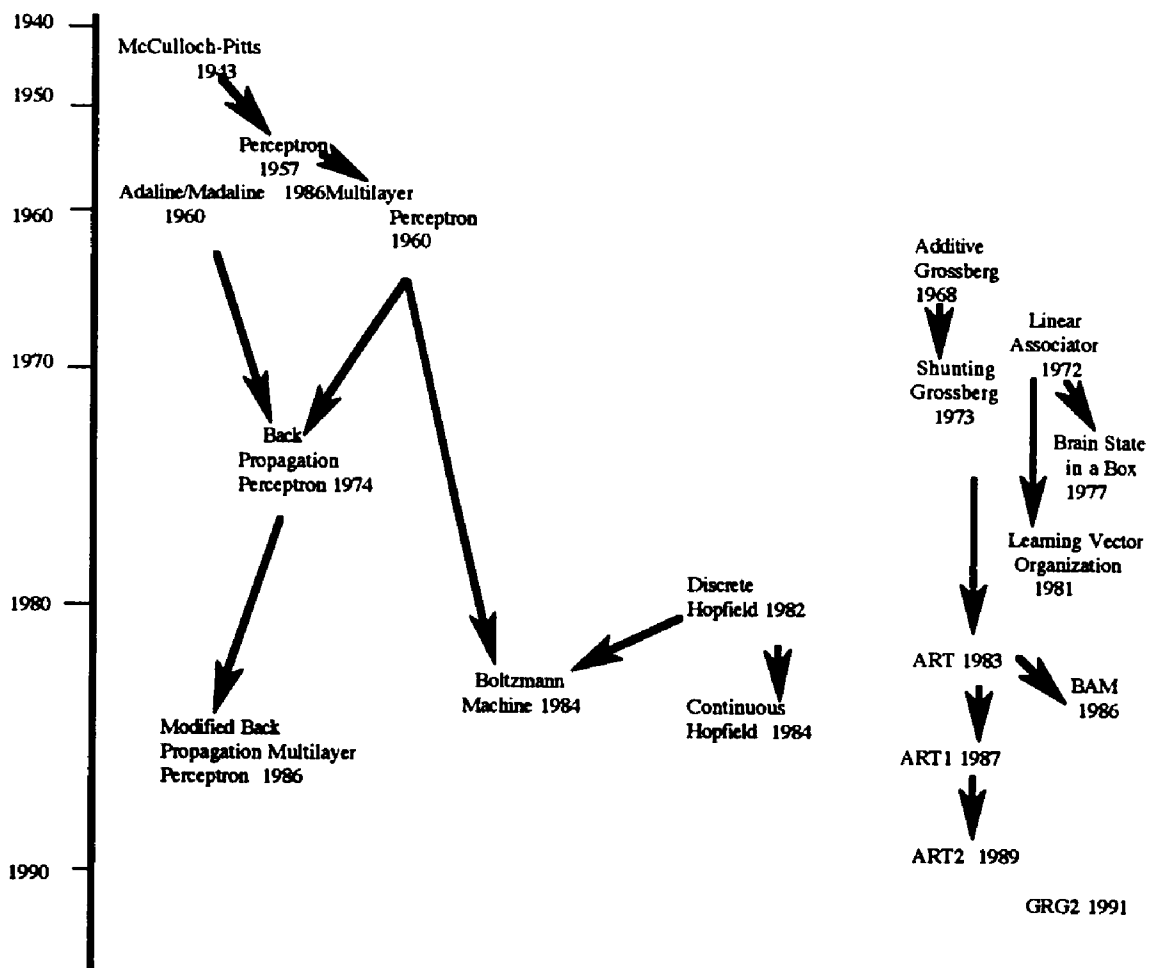 1940
1950
1960
1970
1980
1990
McCulloch-Pitts
1943
Perceptron
1957
Adaline/Madaline
1960
1986Multilayer
Perceptron
1960
Back
Propagation
Perceptron 1974
Modified Back
Propagation Multilayer
Perceptron 1986
Boltzmann
Machine 1984
Discrete
Hopfield 1982
Continuous
Hopfield 1984
Additive
Grossberg
1968
Shunting
Grossberg
1973
Linear
Associator
1972
Brain State
in a Box
1977
Learning Vector
Organization
1981
ART 1983
BAM
1986
ART1 1987
ART2 1989
GRG2 1991